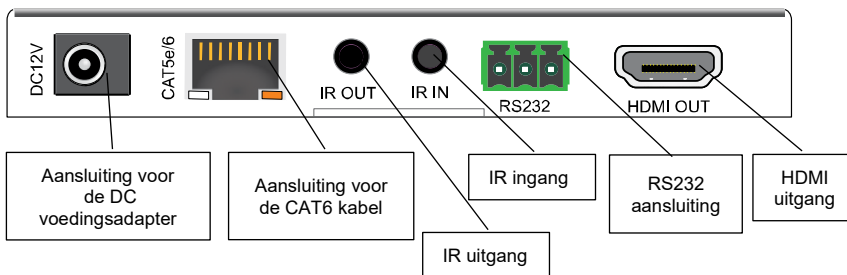 DC12V
CAT5e/6
IR OUT
IR IN
RS232
HDMI OUT
Aansluiting voor
de DC
voedingsadapter
Aansluiting voor
de CAT6 kabel
IR uitgang
IR ingang
RS232
aansluiting
HDMI
uitgang